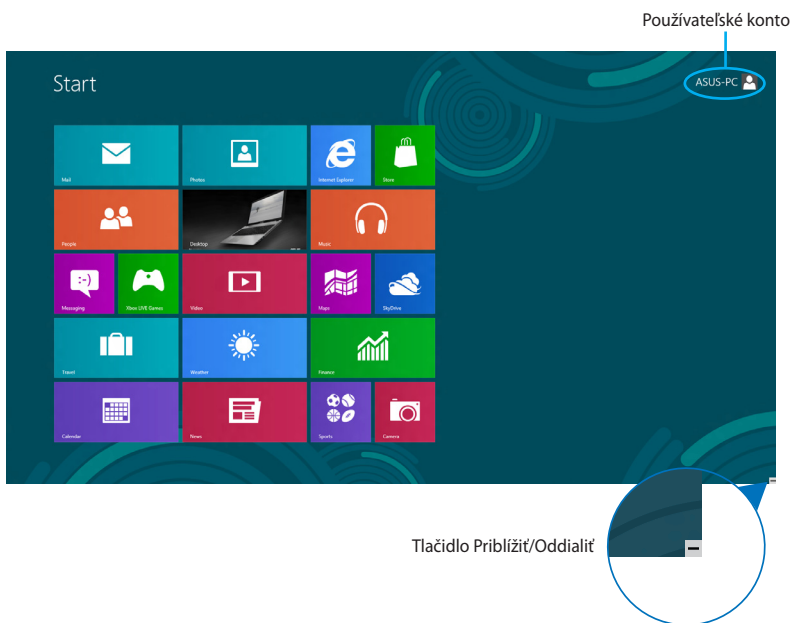 Používateľské konto
Start
ASUS-PC
Mail
Photos
Internet Explorer
Store
People
Desktop
Music
Messaging
Xbox LIVE Games
Video
Maps
SkyDrive
Travel
Weather
Finance
Calendar
News
Sports
Camera
Tlačidlo Priblížiť/Oddialiť